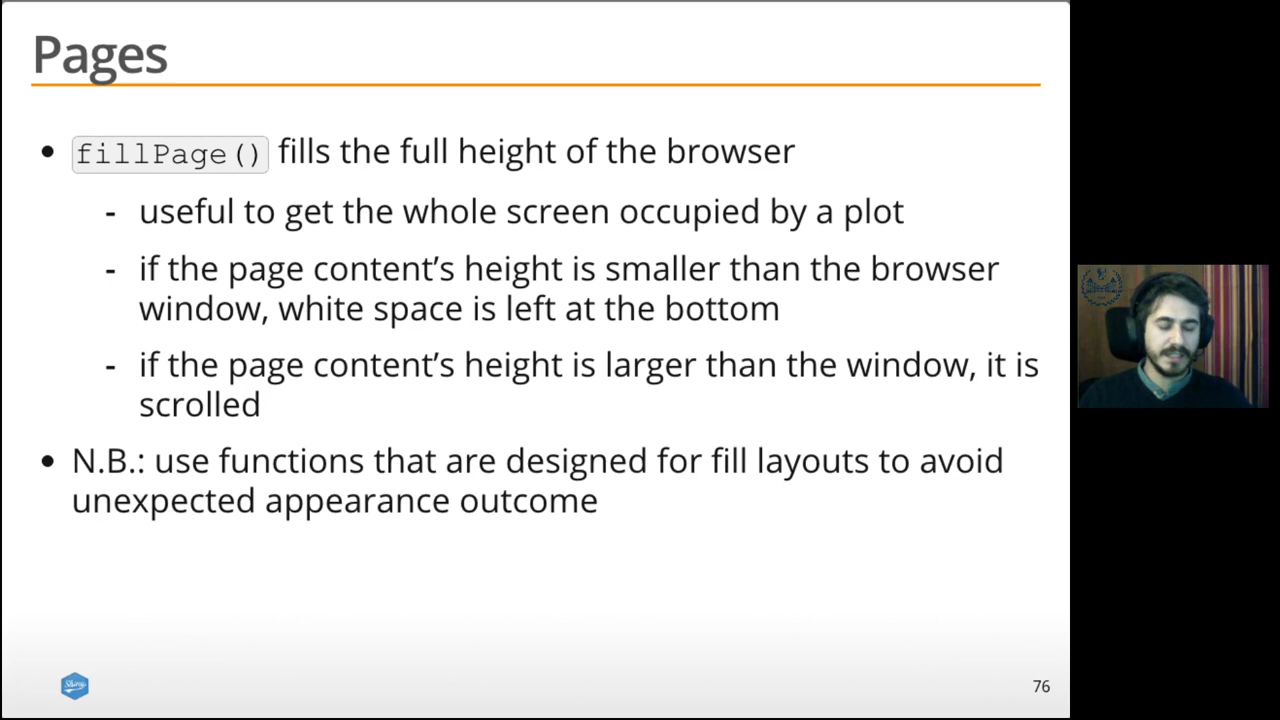 Pages
• fillPage() fills the full height of the browser
- useful to get the whole screen occupied by a plot
- if the page content’s height is smaller than the browser
window, white space is left at the bottom
- if the page content’s height is larger than the window, it is
scrolled
• N.B.: use functions that are designed for fill layouts to avoid
unexpected appearance outcome
Shiny
76